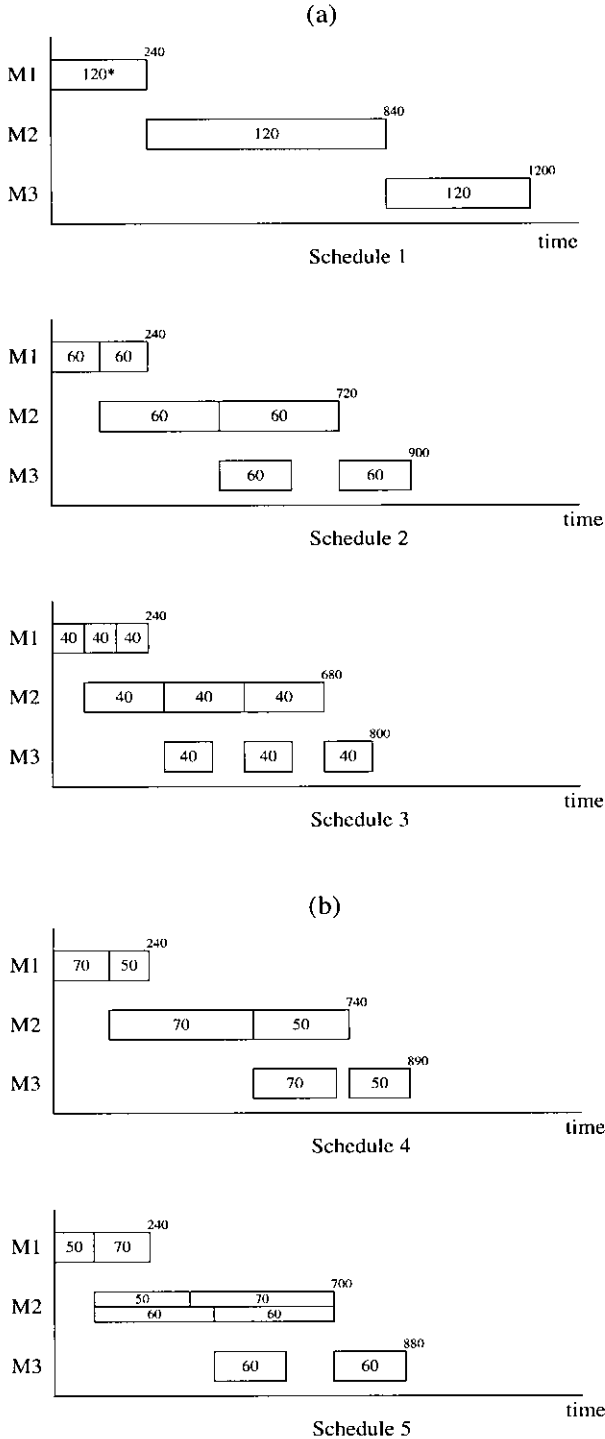 (a)
240
M1 120*
840
M2 120
1200
M3 120
time
Schedule 1
240
M1 60 60
720
M2 60 60
900
M3 60 60
time
Schedule 2
240
M1 40 40 40
680
M2 40 40 40
800
M3 40 40 40
time
Schedule 3
(b)
240
M1 70 50
740
M2 70 50
890
M3 70 50
time
Schedule 4
240
M1 50 70
700
50 70
M2
60 60
880
M3 60 60
time
Schedule 5